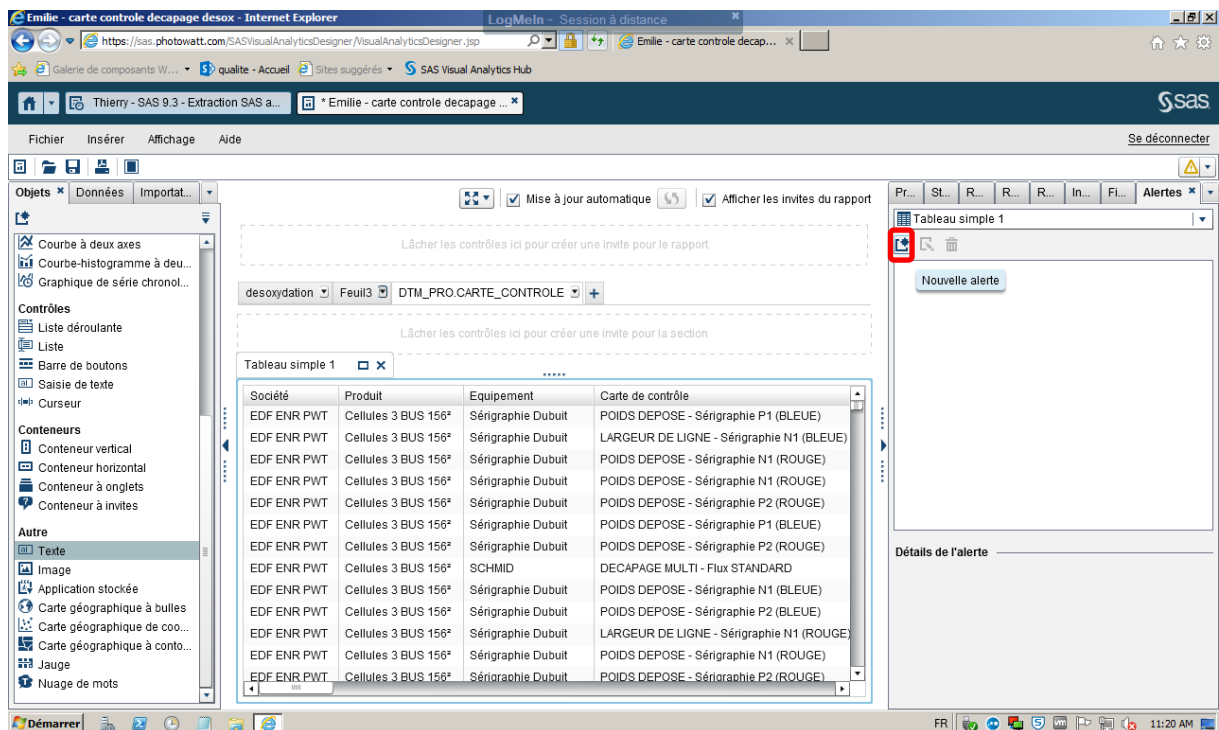 Emilie - carte controle decapage desox - Internet Explorer
LogMeIn - Session à distance
https://sas.photowatt.com/SASVisualAnalyticsDesigner/VisualAnalyticsDesigner.jsp
Emilie - carte controle decap...
Galerie de composants W...
qualite - Accueil
Sites suggérés
SAS Visual Analytics Hub
Thierry - SAS 9.3 - Extraction SAS a...
* Emilie - carte controle decapage ...
sas
Fichier Insérer Affichage Aide
Se déconnecter
Objets Données Importat...
Mise à jour automatique
Afficher les invites du rapport
Pr... St... R... R... R... In... Fi... Alertes
Tableau simple 1
Nouvelle alerte
Détails de l'alerte
Courbe à deux axes
Courbe-histogramme à deu...
Graphique de série chronol...
Contrôles
Liste déroulante
Liste
Barre de boutons
Saisie de texte
Curseur
Conteneurs
Conteneur vertical
Conteneur horizontal
Conteneur à onglets
Conteneur à invites
Autre
Texte
Image
Application stockée
Carte géographique à bulles
Carte géographique de coo...
Carte géographique à conto...
Jauge
Nuage de mots
Lâcher les contrôles ici pour créer une invite pour le rapport
desoxydation Feuil3 DTM_PRO.CARTE_CONTROLE
Lâcher les contrôles ici pour créer une invite pour la section
Tableau simple 1
Société Produit Equipement Carte de contrôle
EDF ENR PWT Cellules 3 BUS 156² Sérigraphie Dubuit POIDS DEPOSE - Sérigraphie P1 (BLEUE)
EDF ENR PWT Cellules 3 BUS 156² Sérigraphie Dubuit LARGEUR DE LIGNE - Sérigraphie N1 (BLEUE)
EDF ENR PWT Cellules 3 BUS 156² Sérigraphie Dubuit POIDS DEPOSE - Sérigraphie N1 (ROUGE)
EDF ENR PWT Cellules 3 BUS 156² Sérigraphie Dubuit POIDS DEPOSE - Sérigraphie N1 (ROUGE)
EDF ENR PWT Cellules 3 BUS 156² Sérigraphie Dubuit POIDS DEPOSE - Sérigraphie P2 (ROUGE)
EDF ENR PWT Cellules 3 BUS 156² Sérigraphie Dubuit POIDS DEPOSE - Sérigraphie P1 (BLEUE)
EDF ENR PWT Cellules 3 BUS 156² Sérigraphie Dubuit POIDS DEPOSE - Sérigraphie P2 (ROUGE)
EDF ENR PWT Cellules 3 BUS 156² SCHMID DECAPAGE MULTI - Flux STANDARD
EDF ENR PWT Cellules 3 BUS 156² Sérigraphie Dubuit POIDS DEPOSE - Sérigraphie N1 (BLEUE)
EDF ENR PWT Cellules 3 BUS 156² Sérigraphie Dubuit POIDS DEPOSE - Sérigraphie P2 (BLEUE)
EDF ENR PWT Cellules 3 BUS 156² Sérigraphie Dubuit LARGEUR DE LIGNE - Sérigraphie N1 (ROUGE)
EDF ENR PWT Cellules 3 BUS 156² Sérigraphie Dubuit POIDS DEPOSE - Sérigraphie N1 (ROUGE)
EDF ENR PWT Cellules 3 BUS 156² Sérigraphie Dubuit POIDS DEPOSE - Sérigraphie P2 (ROUGE)
Démarrer
FR
11:20 AM